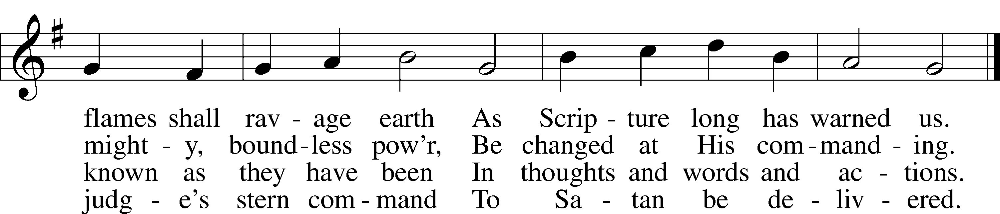 flames shall rav - age earth As Scrip - ture long has warned us.
might - y, bound - less pow'r, Be changed at His com - mand - ing.
known as they have been In thoughts and words and ac - tions.
judg - e's stern com - mand To Sa - tan be de - liv - ered.